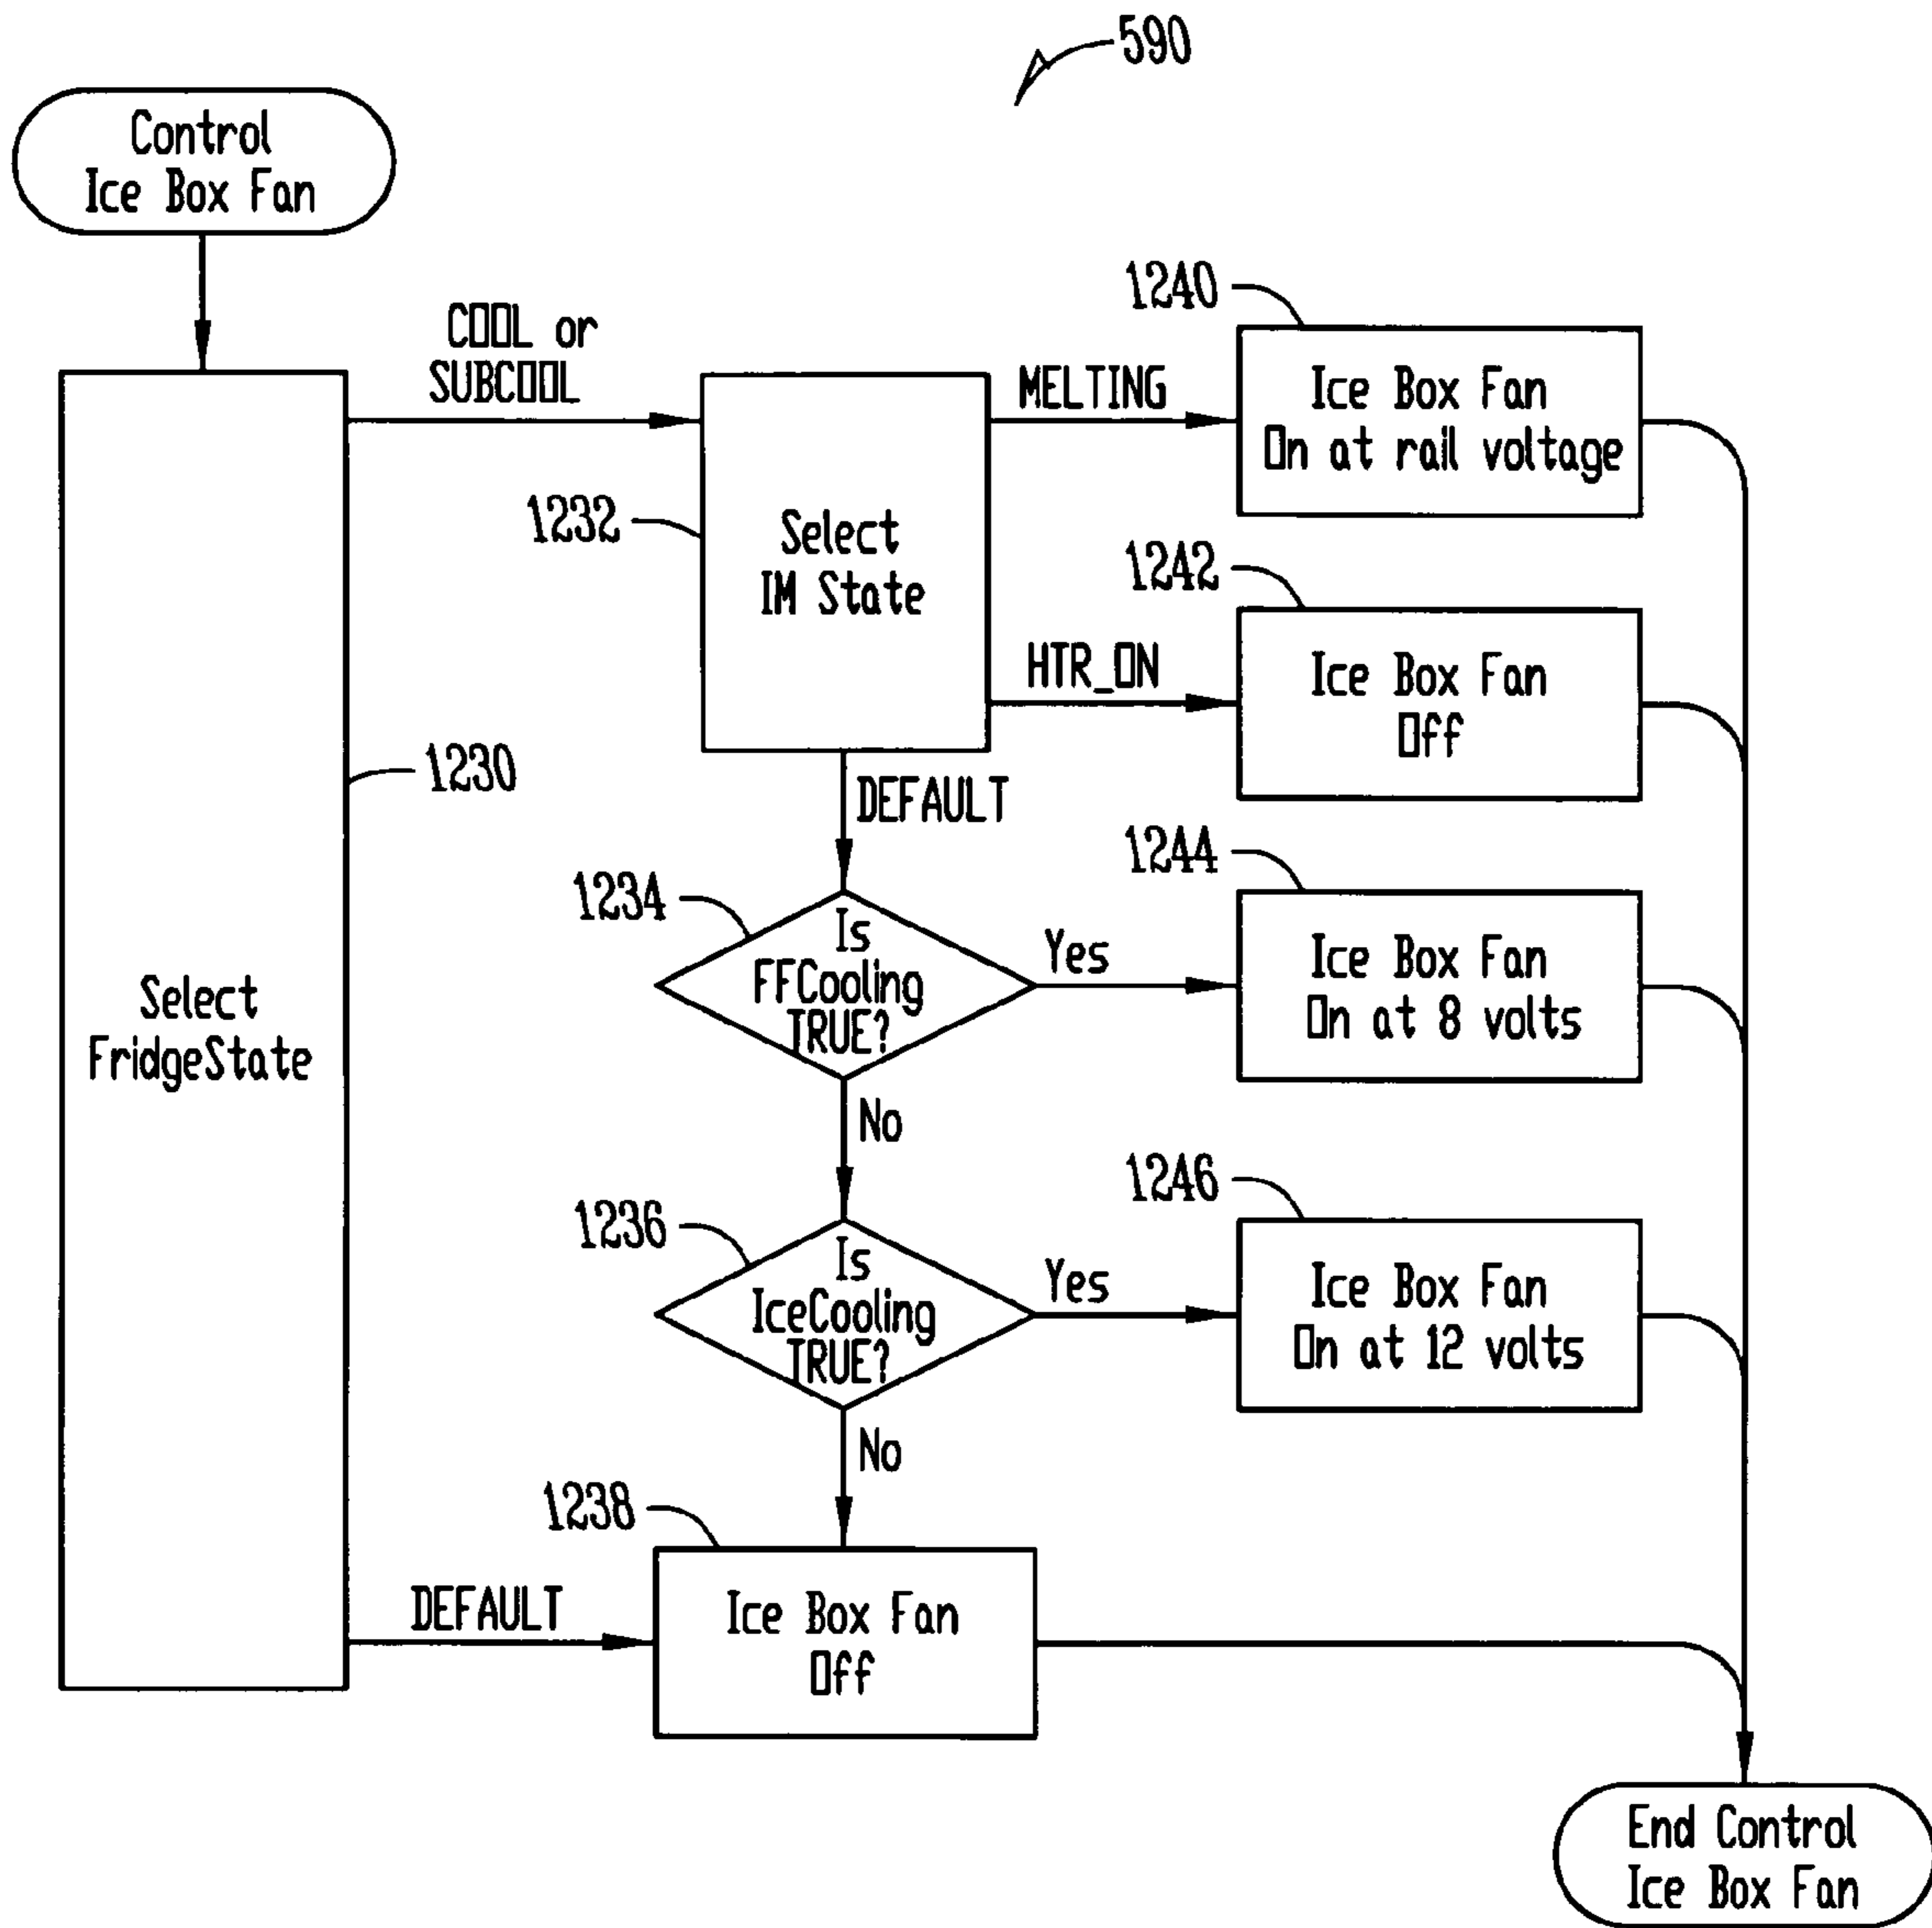 590
Control
Ice Box Fan
COOL or
SUBCOOL
1240
MELTING
Ice Box Fan
On at rail voltage
1232
Select
IM State
1242
HTR_ON
Ice Box Fan
Off
1230
DEFAULT
1244
1234
Is
FFCooling
TRUE?
Yes
Ice Box Fan
On at 8 volts
Select
FridgeState
No
1246
1236
Is
IceCooling
TRUE?
Yes
Ice Box Fan
On at 12 volts
No
1238
DEFAULT
Ice Box Fan
Off
End Control
Ice Box Fan